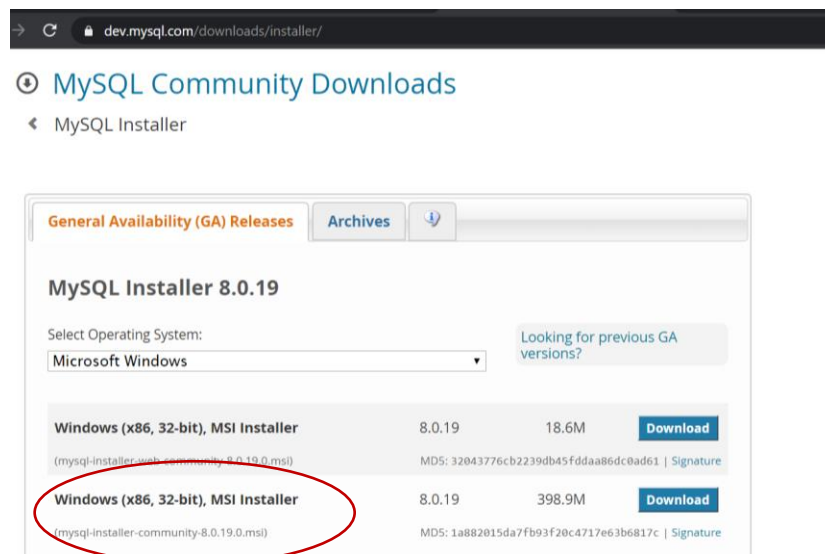 dev.mysql.com/downloads/installer/
MySQL Community Downloads
MySQL Installer
General Availability (GA) Releases
Archives
MySQL Installer 8.0.19
Select Operating System:
Microsoft Windows
Looking for previous GA
versions?
Windows (x86, 32-bit), MSI Installer 8.0.19 18.6M Download
(mysql-installer-web-community-8.0.19.0.msi) MD5: 32043776cb2239db45fddaa86dc0ad61 | Signature
Windows (x86, 32-bit), MSI Installer 8.0.19 398.9M Download
(mysql-installer-community-8.0.19.0.msi) MD5: 1a882015da7fb93f20c4717e63b6817c | Signature